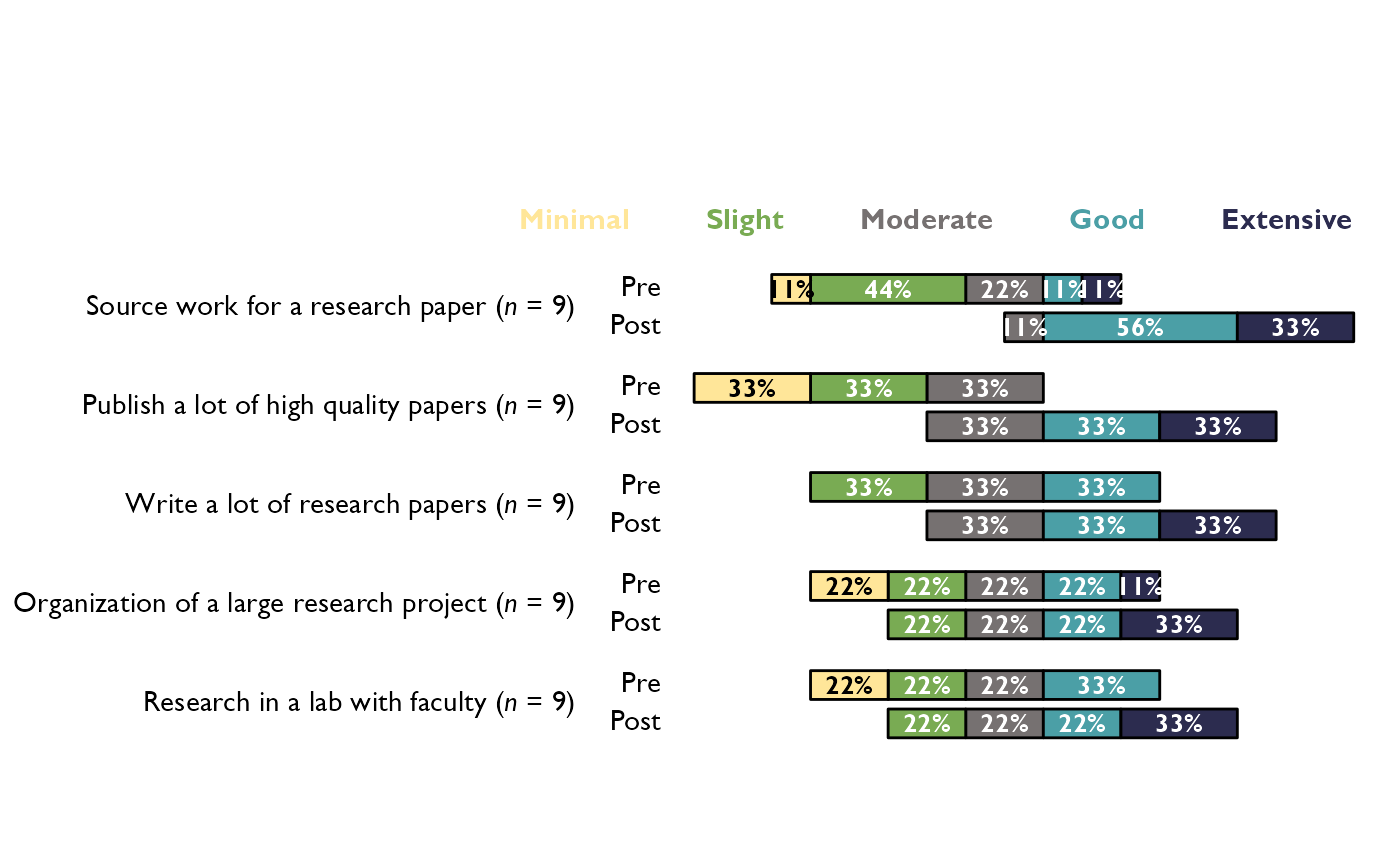 Minimal Slight Moderate Good Extensive
Source work for a research paper (n = 9)
Pre 11% 44% 22% 11% 11%
Post 11% 56% 33%
Publish a lot of high quality papers (n = 9)
Pre 33% 33% 33%
Post 33% 33% 33%
Write a lot of research papers (n = 9)
Pre 33% 33% 33%
Post 33% 33% 33%
Organization of a large research project (n = 9)
Pre 22% 22% 22% 22% 11%
Post 22% 22% 22% 33%
Research in a lab with faculty (n = 9)
Pre 22% 22% 22% 33%
Post 22% 22% 22% 33%